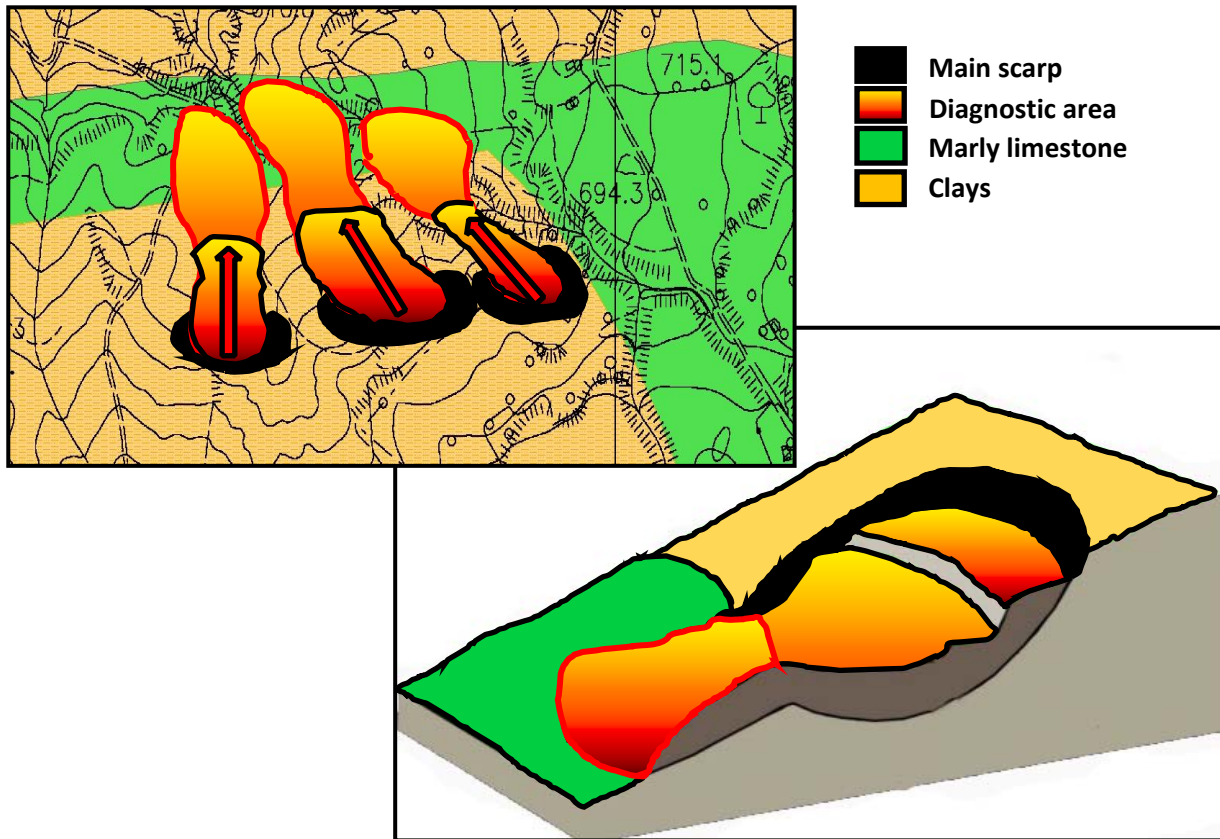 715.1
694.3
Main scarp
Diagnostic area
Marly limestone
Clays